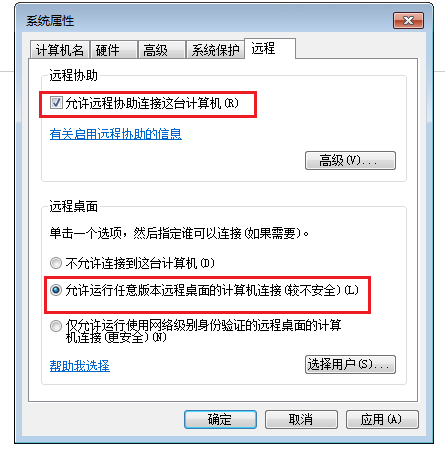 系统属性
计算机名 硬件 高级 系统保护 远程
远程协助
允许远程协助连接这台计算机(R)
有关启用远程协助的信息
高级(V)...
远程桌面
单击一个选项，然后指定谁可以连接(如果需要)。
不允许连接到这台计算机(D)
允许运行任意版本远程桌面的计算机连接(较不安全)(L)
仅允许运行使用网络级别身份验证的远程桌面的计算
机连接(更安全)(N)
帮助我选择 选择用户(S)...
确定 取消 应用(A)